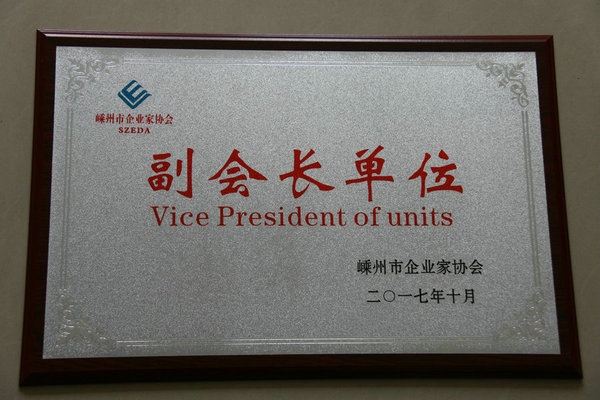 嵊州市企业家协会
SZEDA
副会长单位
Vice President of units
嵊州市企业家协会
二〇一七年十月